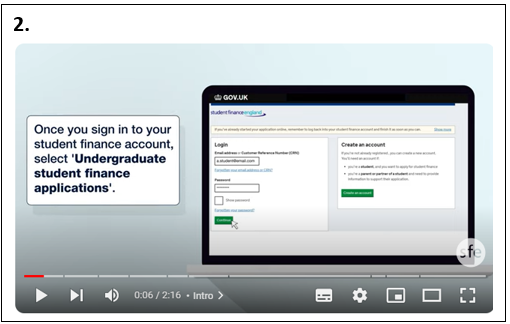 2.
Once you sign in to your
student finance account,
select 'Undergraduate
student finance
applications'.
GOV.UK
studentfinanceengland
If you've already started your application online, remember to log back into your student finance account and finish it as soon as you can. Show more
Login
Email address or Customer Reference Number (CRN)
a.student@email.com
Forgotten your email address or CRN?
Password
Show password
Forgotten your password?
Continue
Create an account
If you're not already registered, you can create a new account.
You'll need an account if:
you're a student, and you want to apply for student finance
you're a parent or partner of a student and need to provide
information to support their application.
Create an account
sfe
0:06 / 2:16 • Intro >